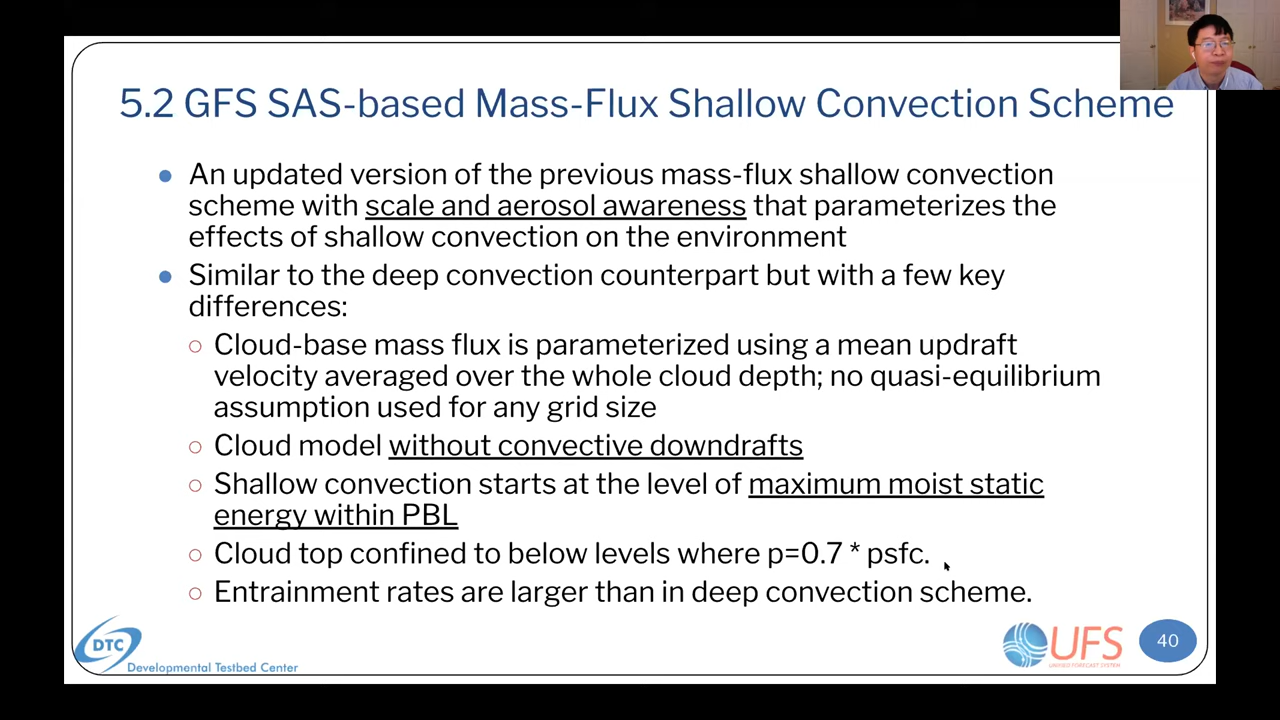 5.2 GFS SAS-based Mass-Flux Shallow Convection Scheme
● An updated version of the previous mass-flux shallow convection
scheme with scale and aerosol awareness that parameterizes the
effects of shallow convection on the environment
● Similar to the deep convection counterpart but with a few key
differences:
○ Cloud-base mass flux is parameterized using a mean updraft
velocity averaged over the whole cloud depth; no quasi-equilibrium
assumption used for any grid size
○ Cloud model without convective downdrafts
○ Shallow convection starts at the level of maximum moist static
energy within PBL
○ Cloud top confined to below levels where p=0.7 * psfc.
○ Entrainment rates are larger than in deep convection scheme.
DTC
Developmental Testbed Center
UFS
UNIFIED FORECAST SYSTEM
40